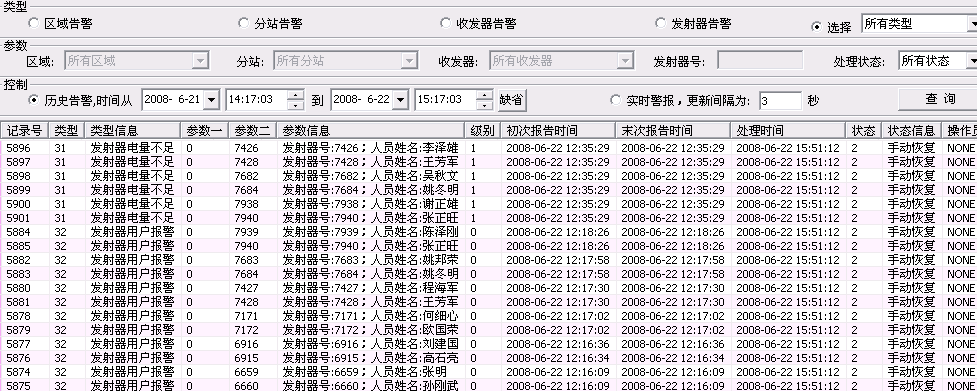 类型
区域告警 分站告警 收发器告警 发射器告警 选择 所有类型
参数
区域: 所有区域 分站: 所有分站 收发器: 所有收发器 发射器号: 处理状态: 所有状态
控制
历史告警,时间从 2008- 6-21 14:17:03 到 2008- 6-22 15:17:03 缺省 实时警报，更新间隔为: 3 秒 查 询
记录号 类型 类型信息 参数一 参数二 参数信息 级别 初次报告时间 末次报告时间 处理时间 状态 状态信息 操作员
5896 31 发射器电量不足 0 7426 发射器号:7426；人员姓名:李泽雄 1 2008-06-22 12:35:29 2008-06-22 12:35:29 2008-06-22 15:51:12 2 手动恢复 NONE
5897 31 发射器电量不足 0 7428 发射器号:7428；人员姓名:王芳军 1 2008-06-22 12:35:29 2008-06-22 12:35:29 2008-06-22 15:51:12 2 手动恢复 NONE
5898 31 发射器电量不足 0 7682 发射器号:7682；人员姓名:吴秋文 1 2008-06-22 12:35:29 2008-06-22 12:35:29 2008-06-22 15:51:12 2 手动恢复 NONE
5899 31 发射器电量不足 0 7684 发射器号:7684；人员姓名:姚冬明 1 2008-06-22 12:35:29 2008-06-22 12:35:29 2008-06-22 15:51:12 2 手动恢复 NONE
5900 31 发射器电量不足 0 7938 发射器号:7938；人员姓名:谢正雄 1 2008-06-22 12:35:29 2008-06-22 12:35:29 2008-06-22 15:51:12 2 手动恢复 NONE
5901 31 发射器电量不足 0 7940 发射器号:7940；人员姓名:张正旺 1 2008-06-22 12:35:29 2008-06-22 12:35:29 2008-06-22 15:51:12 2 手动恢复 NONE
5884 32 发射器用户报警 0 7939 发射器号:7939；人员姓名:陈泽刚 0 2008-06-22 12:18:26 2008-06-22 12:18:26 2008-06-22 15:51:12 2 手动恢复 NONE
5885 32 发射器用户报警 0 7940 发射器号:7940；人员姓名:张正旺 0 2008-06-22 12:18:26 2008-06-22 12:18:26 2008-06-22 15:51:12 2 手动恢复 NONE
5882 32 发射器用户报警 0 7683 发射器号:7683；人员姓名:姚邦荣 0 2008-06-22 12:17:58 2008-06-22 12:17:58 2008-06-22 15:51:12 2 手动恢复 NONE
5883 32 发射器用户报警 0 7684 发射器号:7684；人员姓名:姚冬明 0 2008-06-22 12:17:58 2008-06-22 12:17:58 2008-06-22 15:51:12 2 手动恢复 NONE
5880 32 发射器用户报警 0 7427 发射器号:7427；人员姓名:程海军 0 2008-06-22 12:17:30 2008-06-22 12:17:30 2008-06-22 15:51:12 2 手动恢复 NONE
5881 32 发射器用户报警 0 7428 发射器号:7428；人员姓名:王芳军 0 2008-06-22 12:17:30 2008-06-22 12:17:30 2008-06-22 15:51:12 2 手动恢复 NONE
5878 32 发射器用户报警 0 7171 发射器号:7171；人员姓名:何细心 0 2008-06-22 12:17:02 2008-06-22 12:17:02 2008-06-22 15:51:12 2 手动恢复 NONE
5879 32 发射器用户报警 0 7172 发射器号:7172；人员姓名:欧国荣 0 2008-06-22 12:17:02 2008-06-22 12:17:02 2008-06-22 15:51:12 2 手动恢复 NONE
5877 32 发射器用户报警 0 6916 发射器号:6916；人员姓名:刘建国 0 2008-06-22 12:16:36 2008-06-22 12:16:36 2008-06-22 15:51:12 2 手动恢复 NONE
5876 32 发射器用户报警 0 6915 发射器号:6915；人员姓名:高石亮 0 2008-06-22 12:16:34 2008-06-22 12:16:34 2008-06-22 15:51:12 2 手动恢复 NONE
5874 32 发射器用户报警 0 6659 发射器号:6659；人员姓名:张明 0 2008-06-22 12:16:09 2008-06-22 12:16:09 2008-06-22 15:51:12 2 手动恢复 NONE
5875 32 发射器用户报警 0 6660 发射器号:6660；人员姓名:孙刚武 0 2008-06-22 12:16:09 2008-06-22 12:16:09 2008-06-22 15:51:12 2 手动恢复 NONE